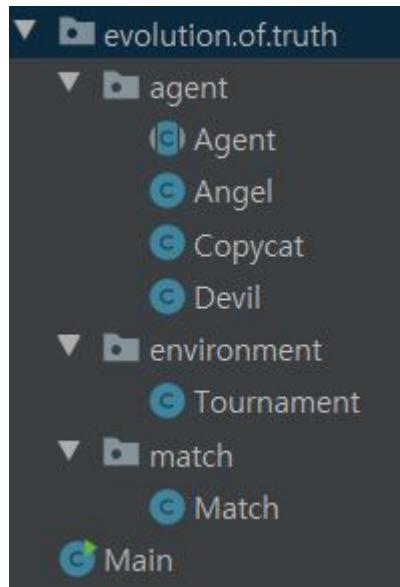 evolution.of.truth
agent
Agent
Angel
Copycat
Devil
environment
Tournament
match
Match
Main